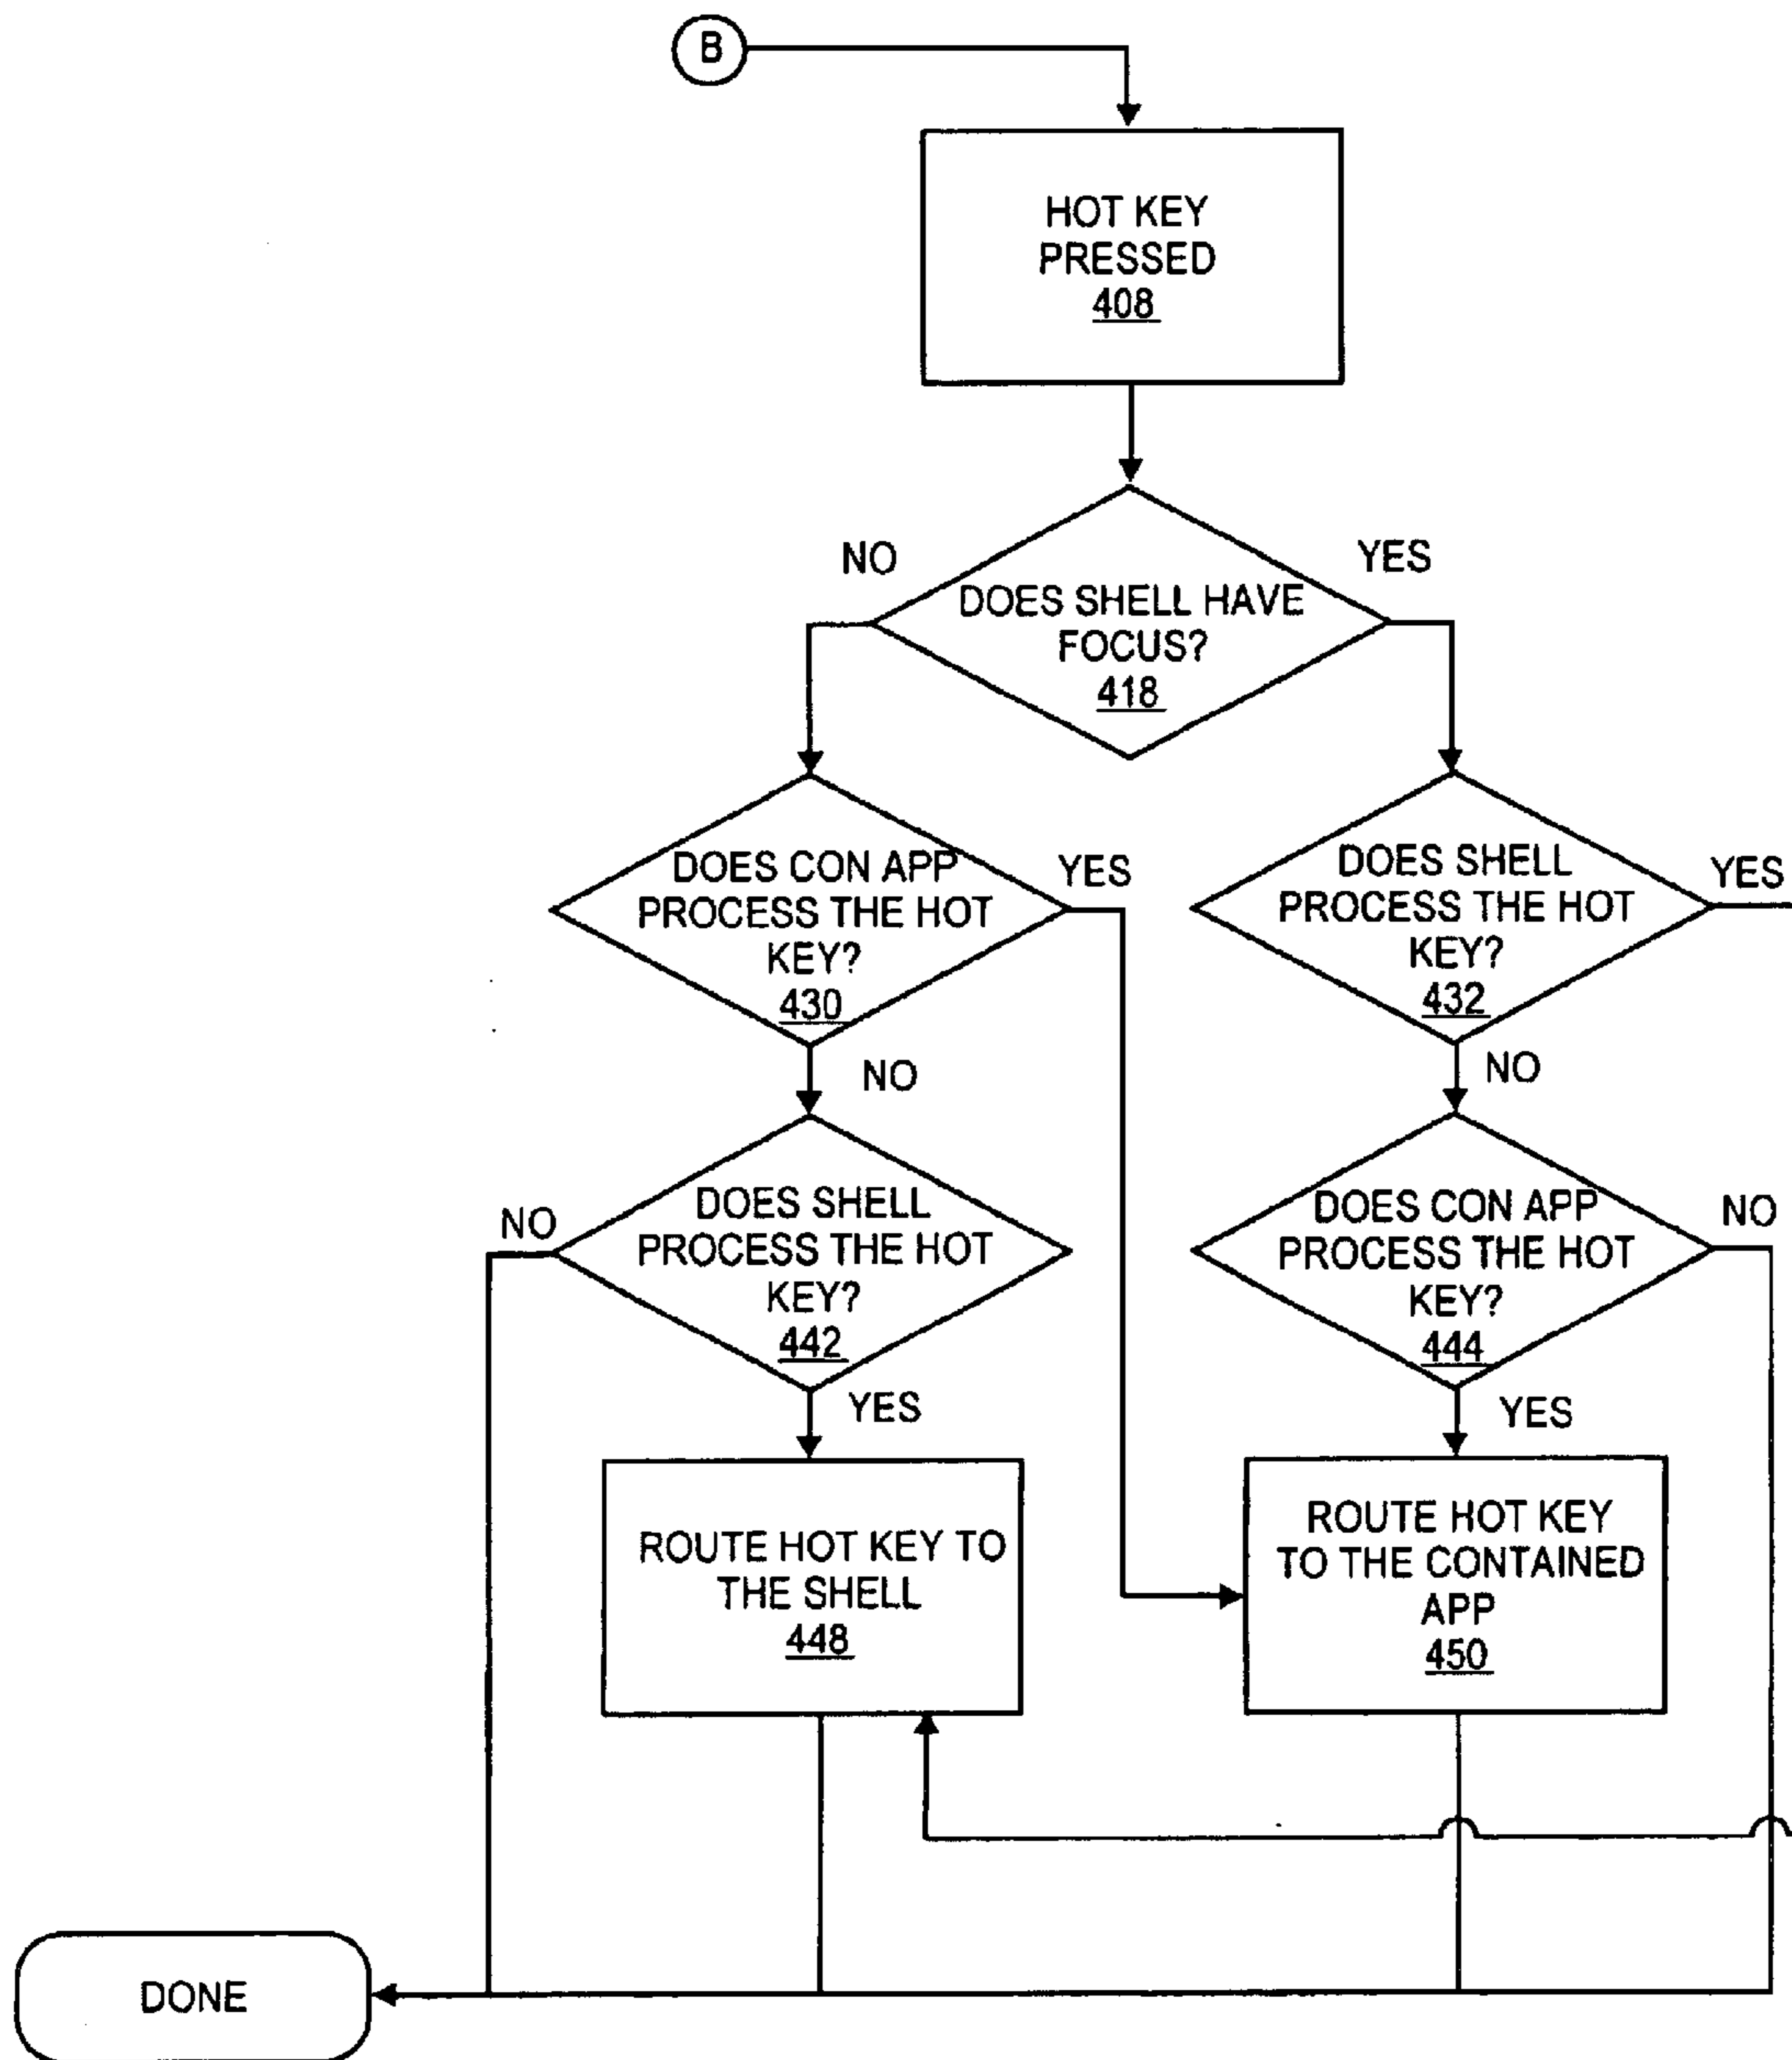 B
HOT KEY
PRESSED
408
NO
YES
DOES SHELL HAVE
FOCUS?
418
DOES CON APP
PROCESS THE HOT
KEY?
430
YES
DOES SHELL
PROCESS THE HOT
KEY?
432
YES
NO
NO
NO
DOES SHELL
PROCESS THE HOT
KEY?
442
DOES CON APP
PROCESS THE HOT
KEY?
444
NO
YES
YES
ROUTE HOT KEY TO
THE SHELL
448
ROUTE HOT KEY
TO THE CONTAINED
APP
450
DONE